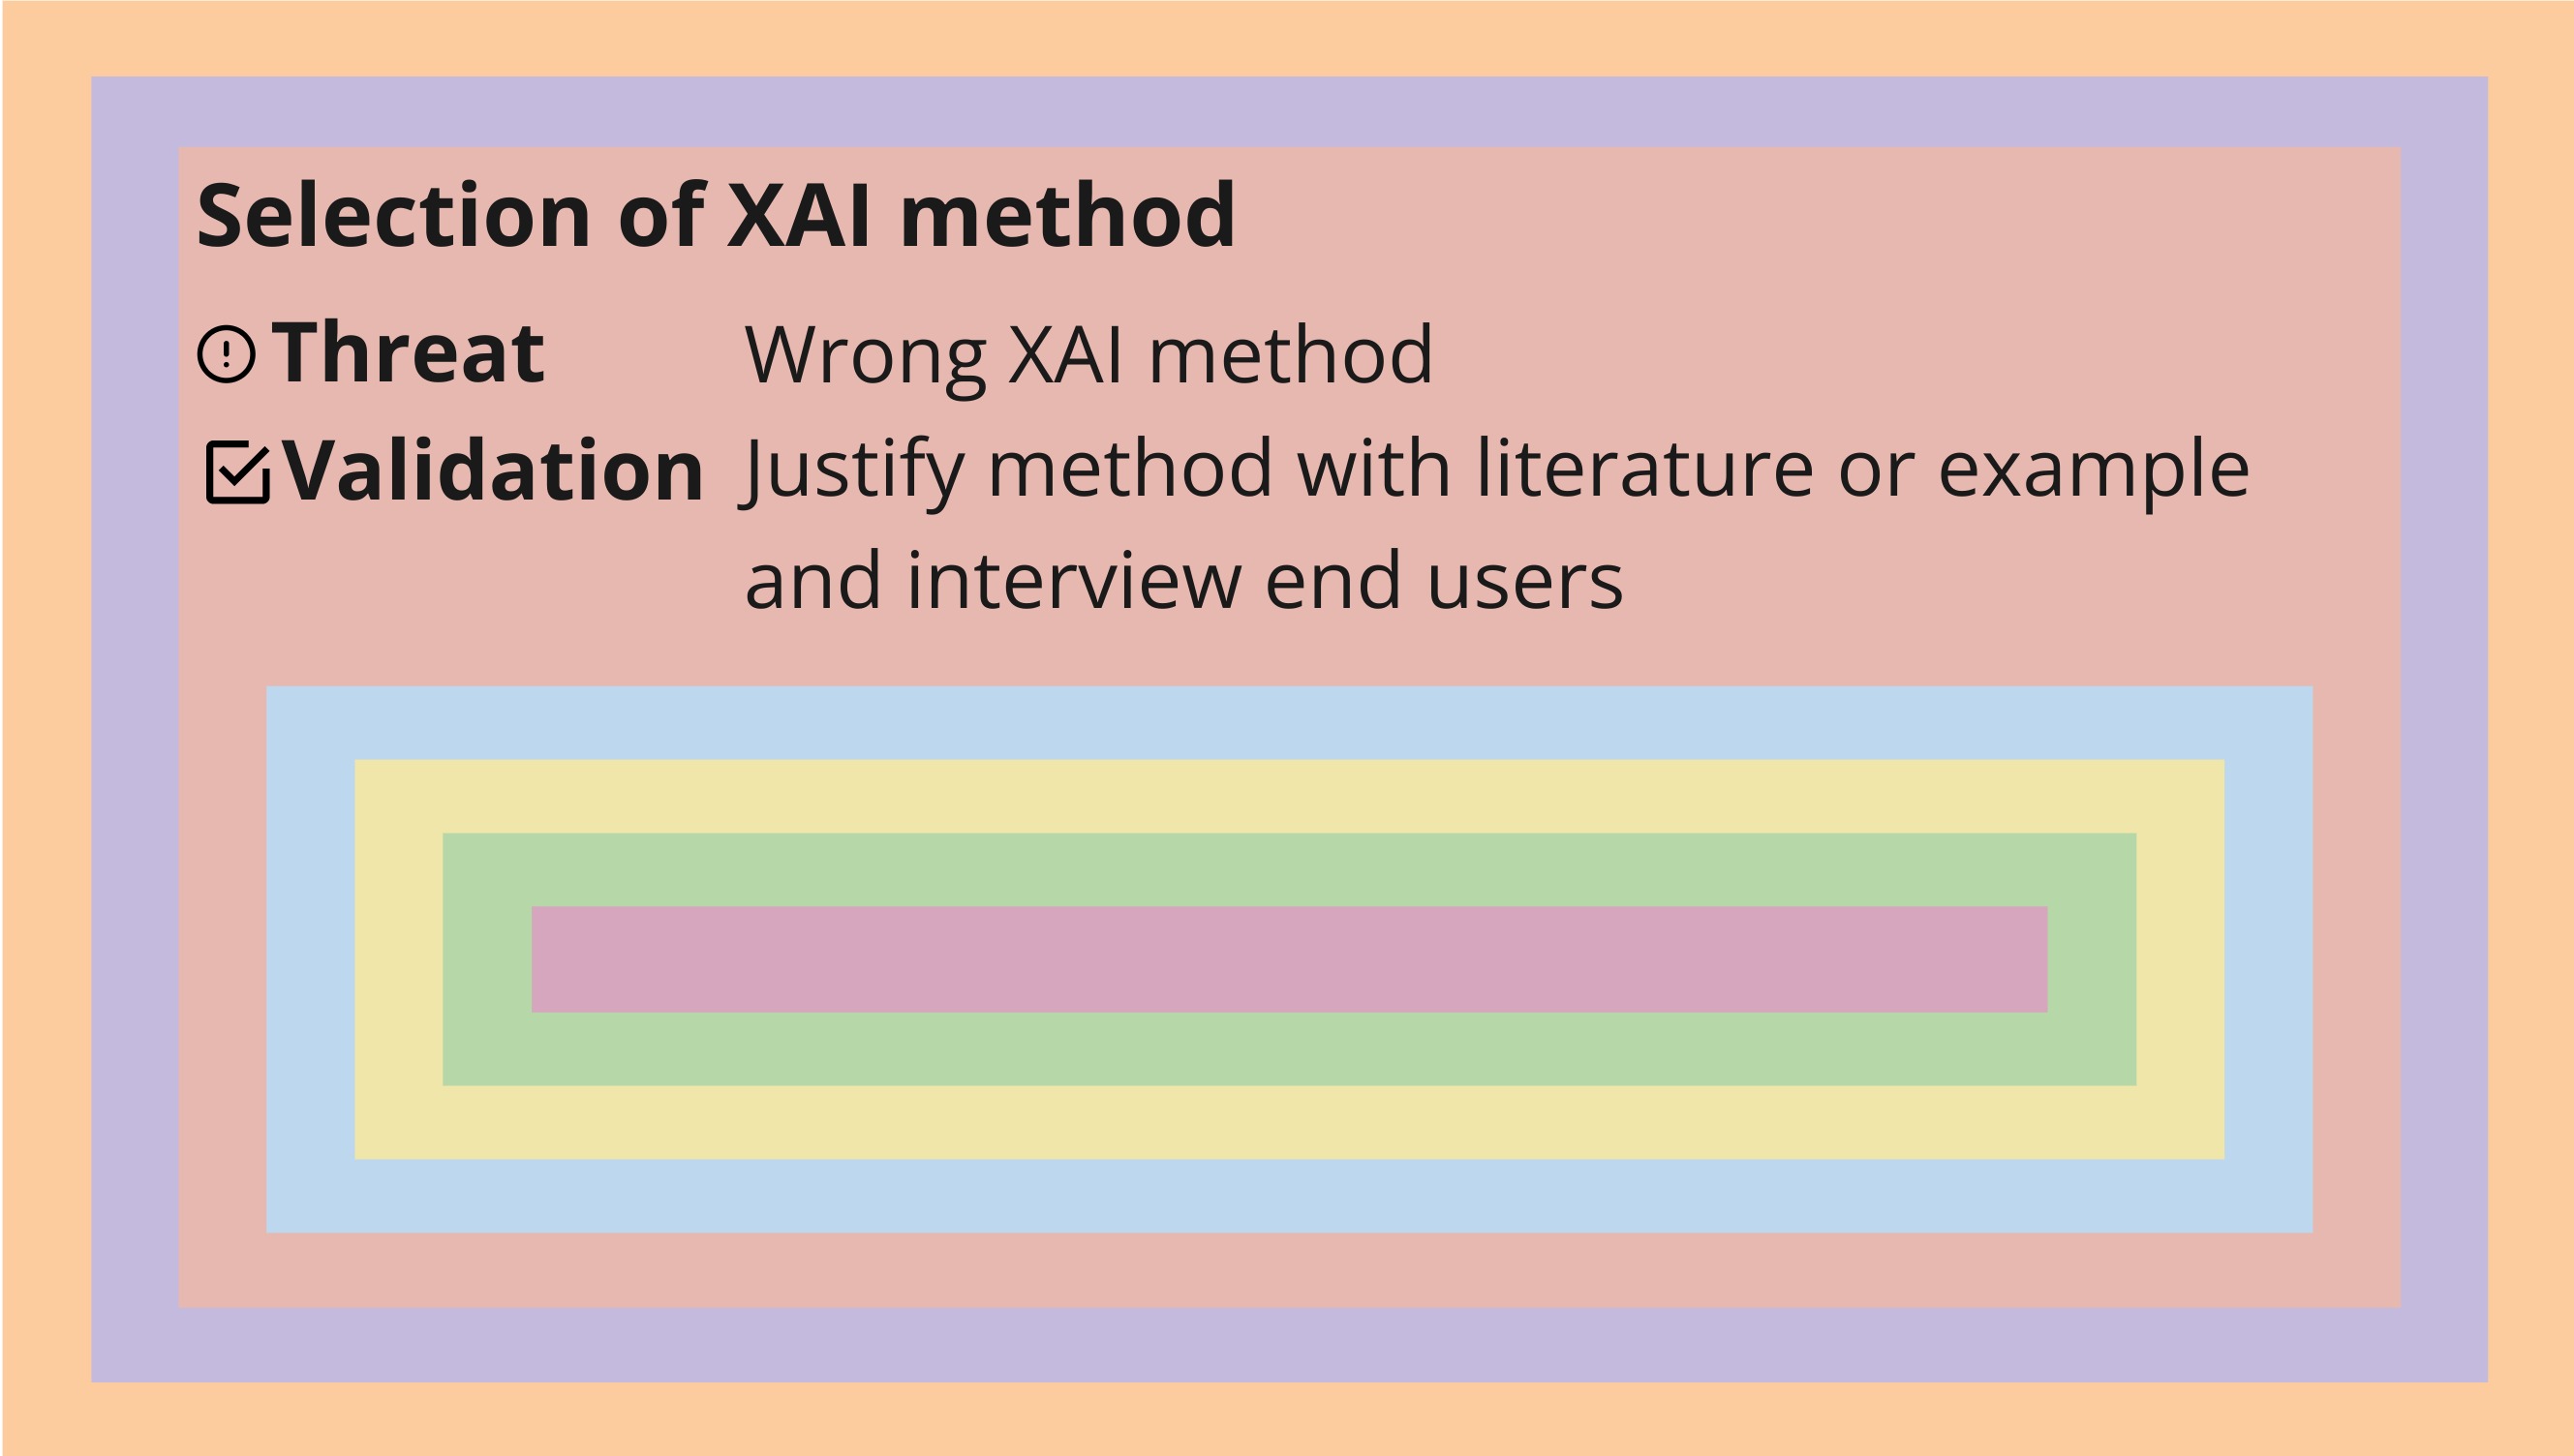 Selection of XAI method
Threat Wrong XAI method
Validation Justify method with literature or example
and interview end users